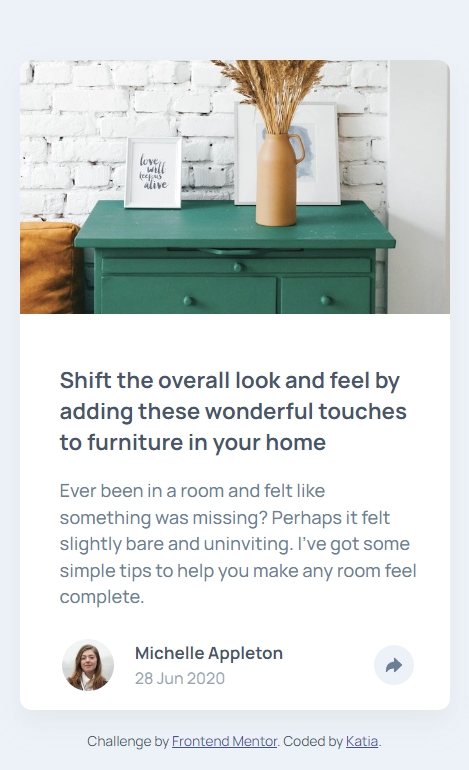 love
will
keep us
alive
Shift the overall look and feel by
adding these wonderful touches
to furniture in your home
Ever been in a room and felt like
something was missing? Perhaps it felt
slightly bare and uninviting. I've got some
simple tips to help you make any room feel
complete.
Michelle Appleton
28 Jun 2020
Challenge by Frontend Mentor. Coded by Katia.